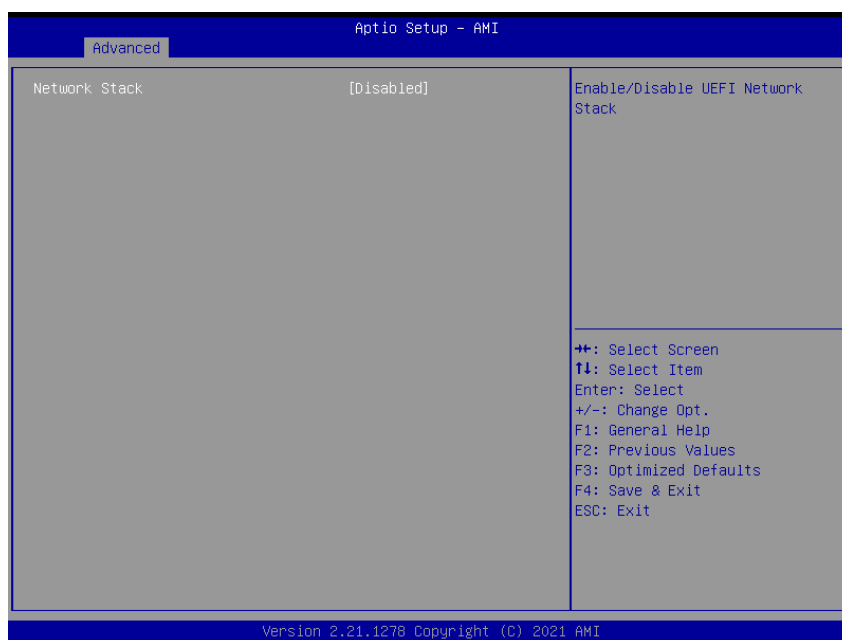 Aptio Setup – AMI
Advanced
Network Stack [Disabled]
Enable/Disable UEFI Network
Stack
→←: Select Screen
↑↓: Select Item
Enter: Select
+/-: Change Opt.
F1: General Help
F2: Previous Values
F3: Optimized Defaults
F4: Save & Exit
ESC: Exit
Version 2.21.1278 Copyright (C) 2021 AMI